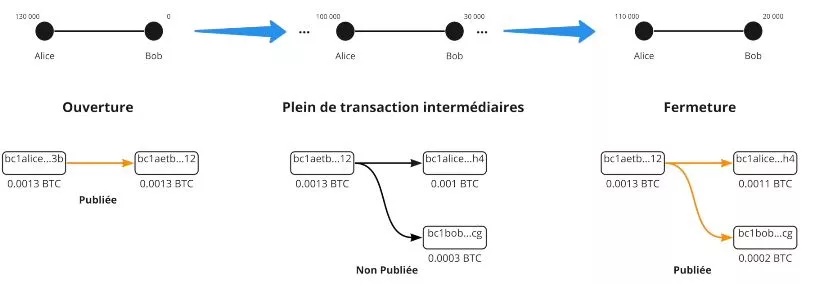 130 000
0
100 000
30 000
110 000
20 000
...
...
Alice
Bob
Alice
Bob
Alice
Bob
Ouverture
Plein de transaction intermédiaires
Fermeture
bc1alice...3b
bc1aetb...12
bc1aetb...12
bc1alice...h4
bc1aetb...12
bc1alice...h4
0.0013 BTC
0.0013 BTC
0.0013 BTC
0.001 BTC
0.0013 BTC
0.0011 BTC
Publiée
bc1bob...cg
bc1bob...cg
0.0003 BTC
0.0002 BTC
Non Publiée
Publiée